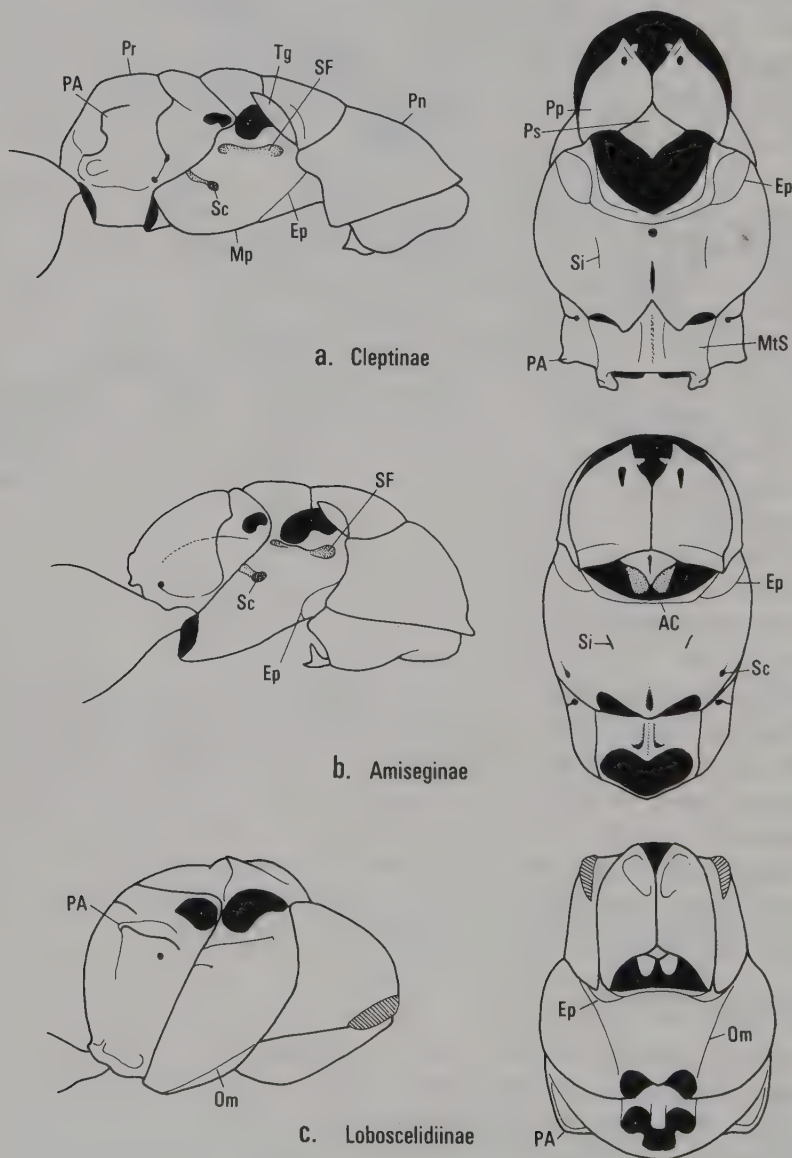 Pr
Tg
SF
PA
Pn
Sc
Ep
Mp
Pp
Ps
Ep
Si
MtS
PA
a. Cleptinae
SF
Sc
Ep
Ep
AC
Si
Sc
b. Amiseginae
PA
Om
Ep
Om
PA
c. Loboscelidiinae